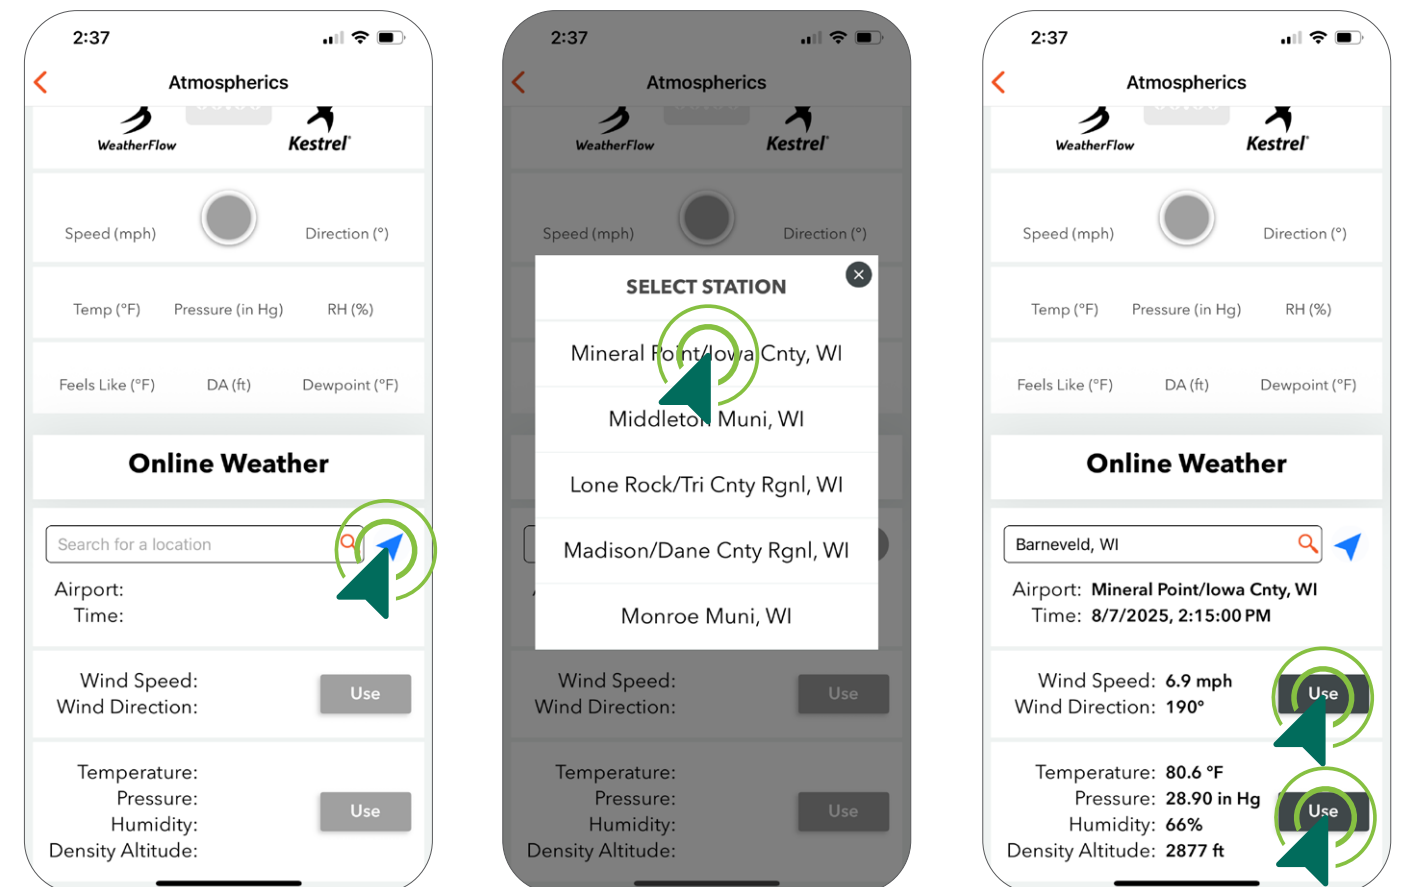 2:37
Atmospherics
WeatherFlow
Kestrel
Speed (mph)
Direction (°)
Temp (°F) Pressure (in Hg) RH (%)
Feels Like (°F) DA (ft) Dewpoint (°F)
Online Weather
Search for a location
Airport:
Time:
Wind Speed:
Wind Direction:
Use
Temperature:
Pressure:
Humidity:
Density Altitude:
Use
2:37
Atmospherics
WeatherFlow
Kestrel
Speed (mph)
Direction (°)
SELECT STATION
Mineral Point/Iowa Cnty, WI
Middleton Muni, WI
Lone Rock/Tri Cnty Rgnl, WI
Madison/Dane Cnty Rgnl, WI
Monroe Muni, WI
Wind Speed:
Wind Direction:
Use
Temperature:
Pressure:
Humidity:
Density Altitude:
Use
2:37
Atmospherics
WeatherFlow
Kestrel
Speed (mph)
Direction (°)
Temp (°F) Pressure (in Hg) RH (%)
Feels Like (°F) DA (ft) Dewpoint (°F)
Online Weather
Barneveld, WI
Airport: Mineral Point/Iowa Cnty, WI
Time: 8/7/2025, 2:15:00 PM
Wind Speed: 6.9 mph
Wind Direction: 190°
Use
Temperature: 80.6 °F
Pressure: 28.90 in Hg
Humidity: 66%
Density Altitude: 2877 ft
Use